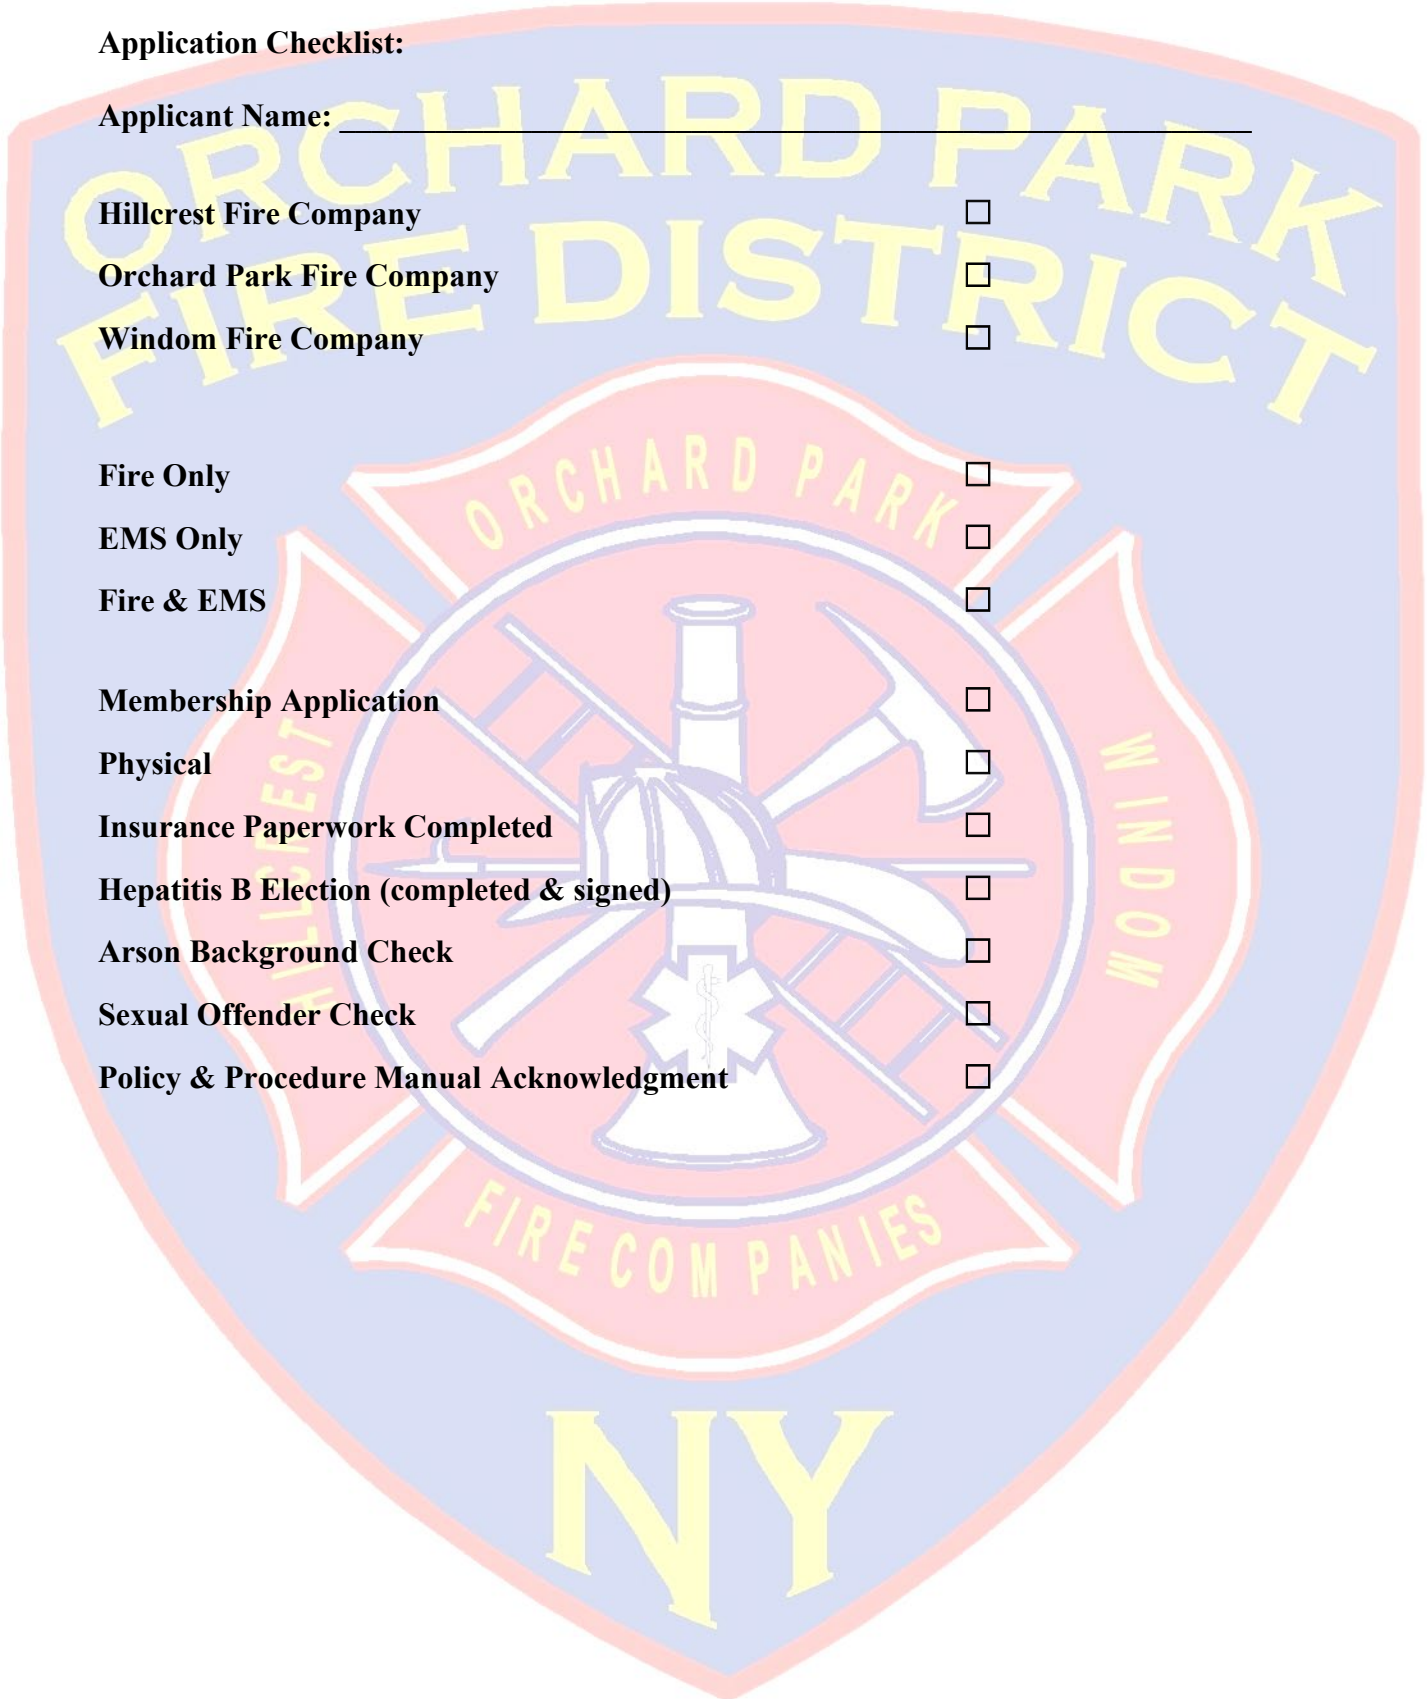 Application Checklist:
Applicant Name:
ORCHARD PARK
FIRE DISTRICT
Hillcrest Fire Company ☐
Orchard Park Fire Company ☐
Windom Fire Company ☐
ORCHARD PARK
Fire Only ☐
EMS Only ☐
Fire & EMS ☐
Membership Application ☐
Physical ☐
Insurance Paperwork Completed ☐
Hepatitis B Election (completed & signed) ☐
Arson Background Check ☐
Sexual Offender Check ☐
Policy & Procedure Manual Acknowledgment ☐
HILLCREST
WINDOM
FIRE COMPANIES
NY